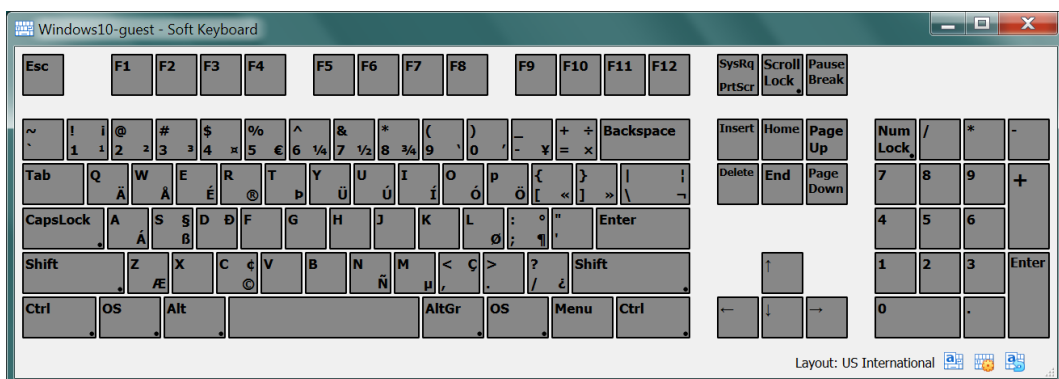 Windows10-guest - Soft Keyboard
Esc F1 F2 F3 F4 F5 F6 F7 F8 F9 F10 F11 F12 SysRq PrtScr Scroll Lock Pause Break
~ ` ! ¡ 1 ¹ @ 2 ² # 3 ³ $ 4 ¤ % 5 € ^ 6 ¼ & 7 ½ * 8 ¾ ( 9 ‘ ) 0 ’ _ - ¥ + ÷ = × Backspace Insert Home Page Up Num Lock / * -
Tab Q Ä W Å E É R ® T Þ Y Ü U Ú I Í O Ó p Ö { [ « } ] » | ¦ \ ¬ Delete End Page Down 7 8 9 +
CapsLock A Á S § ß D Ð F G H J K L Ø : ° ; ¶ " ' Enter 4 5 6
Shift Z Æ X C ¢ © V B N Ñ M µ < Ç , > . ? / ¿ Shift ↑ 1 2 3 Enter
Ctrl OS Alt AltGr OS Menu Ctrl ← ↓ → 0 .
Layout: US International